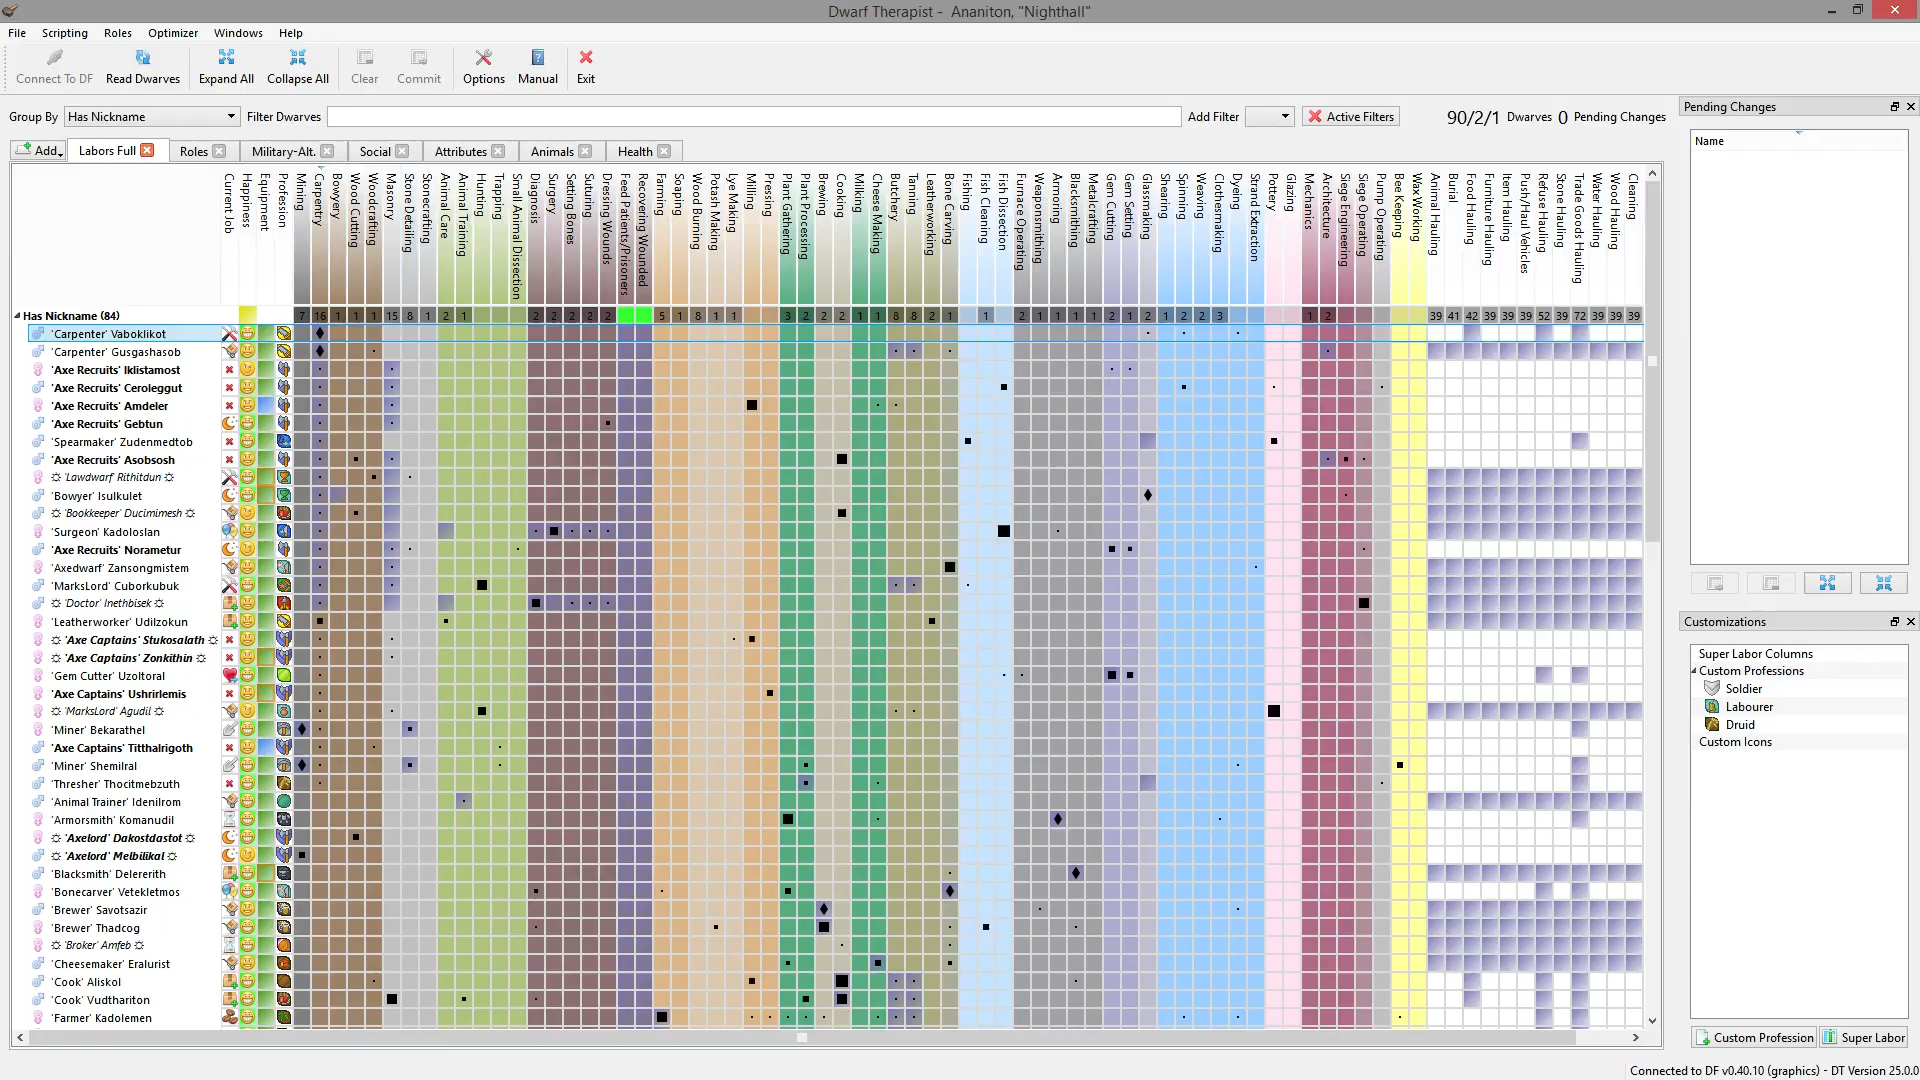 Dwarf Therapist - Ananiton, "Nighthall"
File Scripting Roles Optimizer Windows Help
Connect To DF Read Dwarves Expand All Collapse All Clear Commit Options Manual Exit
Group By Has Nickname Filter Dwarves Add Filter Active Filters 90/2/1 Dwarves 0 Pending Changes
Add Labors Full Roles Military-Alt. Social Attributes Animals Health
Current Job
Happiness
Equipment
Profession
Mining
Carpentry
Bowyery
Wood Cutting
Woodcrafting
Masonry
Stone Detailing
Stonecrafting
Animal Care
Animal Training
Hunting
Trapping
Small Animal Dissection
Diagnosis
Surgery
Setting Bones
Suturing
Dressing Wounds
Feed Patients/Prisoners
Recovering Wounded
Farming
Soaping
Wood Burning
Potash Making
Lye Making
Milling
Pressing
Plant Gathering
Plant Processing
Brewing
Cooking
Milking
Cheese Making
Butchery
Tanning
Leatherworking
Bone Carving
Fishing
Fish Cleaning
Fish Dissection
Furnace Operating
Weaponsmithing
Armoring
Blacksmithing
Metalcrafting
Gem Cutting
Gem Setting
Glassmaking
Shearing
Spinning
Weaving
Clothesmaking
Dyeing
Strand Extraction
Pottery
Glazing
Mechanics
Architecture
Siege Engineering
Siege Operating
Pump Operating
Bee Keeping
Wax Working
Animal Hauling
Burial
Food Hauling
Furniture Hauling
Item Hauling
Push/Haul Vehicles
Refuse Hauling
Stone Hauling
Trade Goods Hauling
Water Hauling
Wood Hauling
Cleaning
Has Nickname (84) 7 16 1 1 1 15 8 1 2 1 2 2 2 2 2 5 1 8 1 1 3 2 2 2 1 1 8 8 2 1 1 2 1 1 1 1 2 1 1 1 2 2 3 1 2 39 41 42 39 39 39 52 39 72 39 39 39
'Carpenter' Vaboklikot
'Carpenter' Gusgashasob
'Axe Recruits' Iklistamost
'Axe Recruits' Ceroleggut
'Axe Recruits' Amdeler
'Axe Recruits' Gebtun
'Spearmaker' Zudenmedtob
'Axe Recruits' Asobsosh
'Lawdwarf' Rithitdun
'Bowyer' Isulkulet
'Bookkeeper' Ducimimesh
'Surgeon' Kadoloslan
'Axe Recruits' Norametur
'Axedwarf' Zansongmistem
'MarksLord' Cuborkubuk
'Doctor' Inethbisek
'Leatherworker' Udilzokun
'Axe Captains' Stukosalath
'Axe Captains' Zonkithin
'Gem Cutter' Uzoltoral
'Axe Captains' Ushrirlemis
'MarksLord' Agudil
'Miner' Bekarathel
'Axe Captains' Titthalrigoth
'Miner' Shemilral
'Thresher' Thocitmebzuth
'Animal Trainer' Idenilrom
'Armorsmith' Komanudil
'Axelord' Dakostdastot
'Axelord' Melbilikal
'Blacksmith' Delererith
'Bonecarver' Vetekletmos
'Brewer' Savotsazir
'Brewer' Thadcog
'Broker' Amfeb
'Cheesemaker' Eralurist
'Cook' Aliskol
'Cook' Vudthariton
'Farmer' Kadolemen
Pending Changes
Name
Customizations
Super Labor Columns
Custom Professions
Soldier
Labourer
Druid
Custom Icons
Custom Profession Super Labor
Connected to DF v0.40.10 (graphics) - DT Version 25.0.0